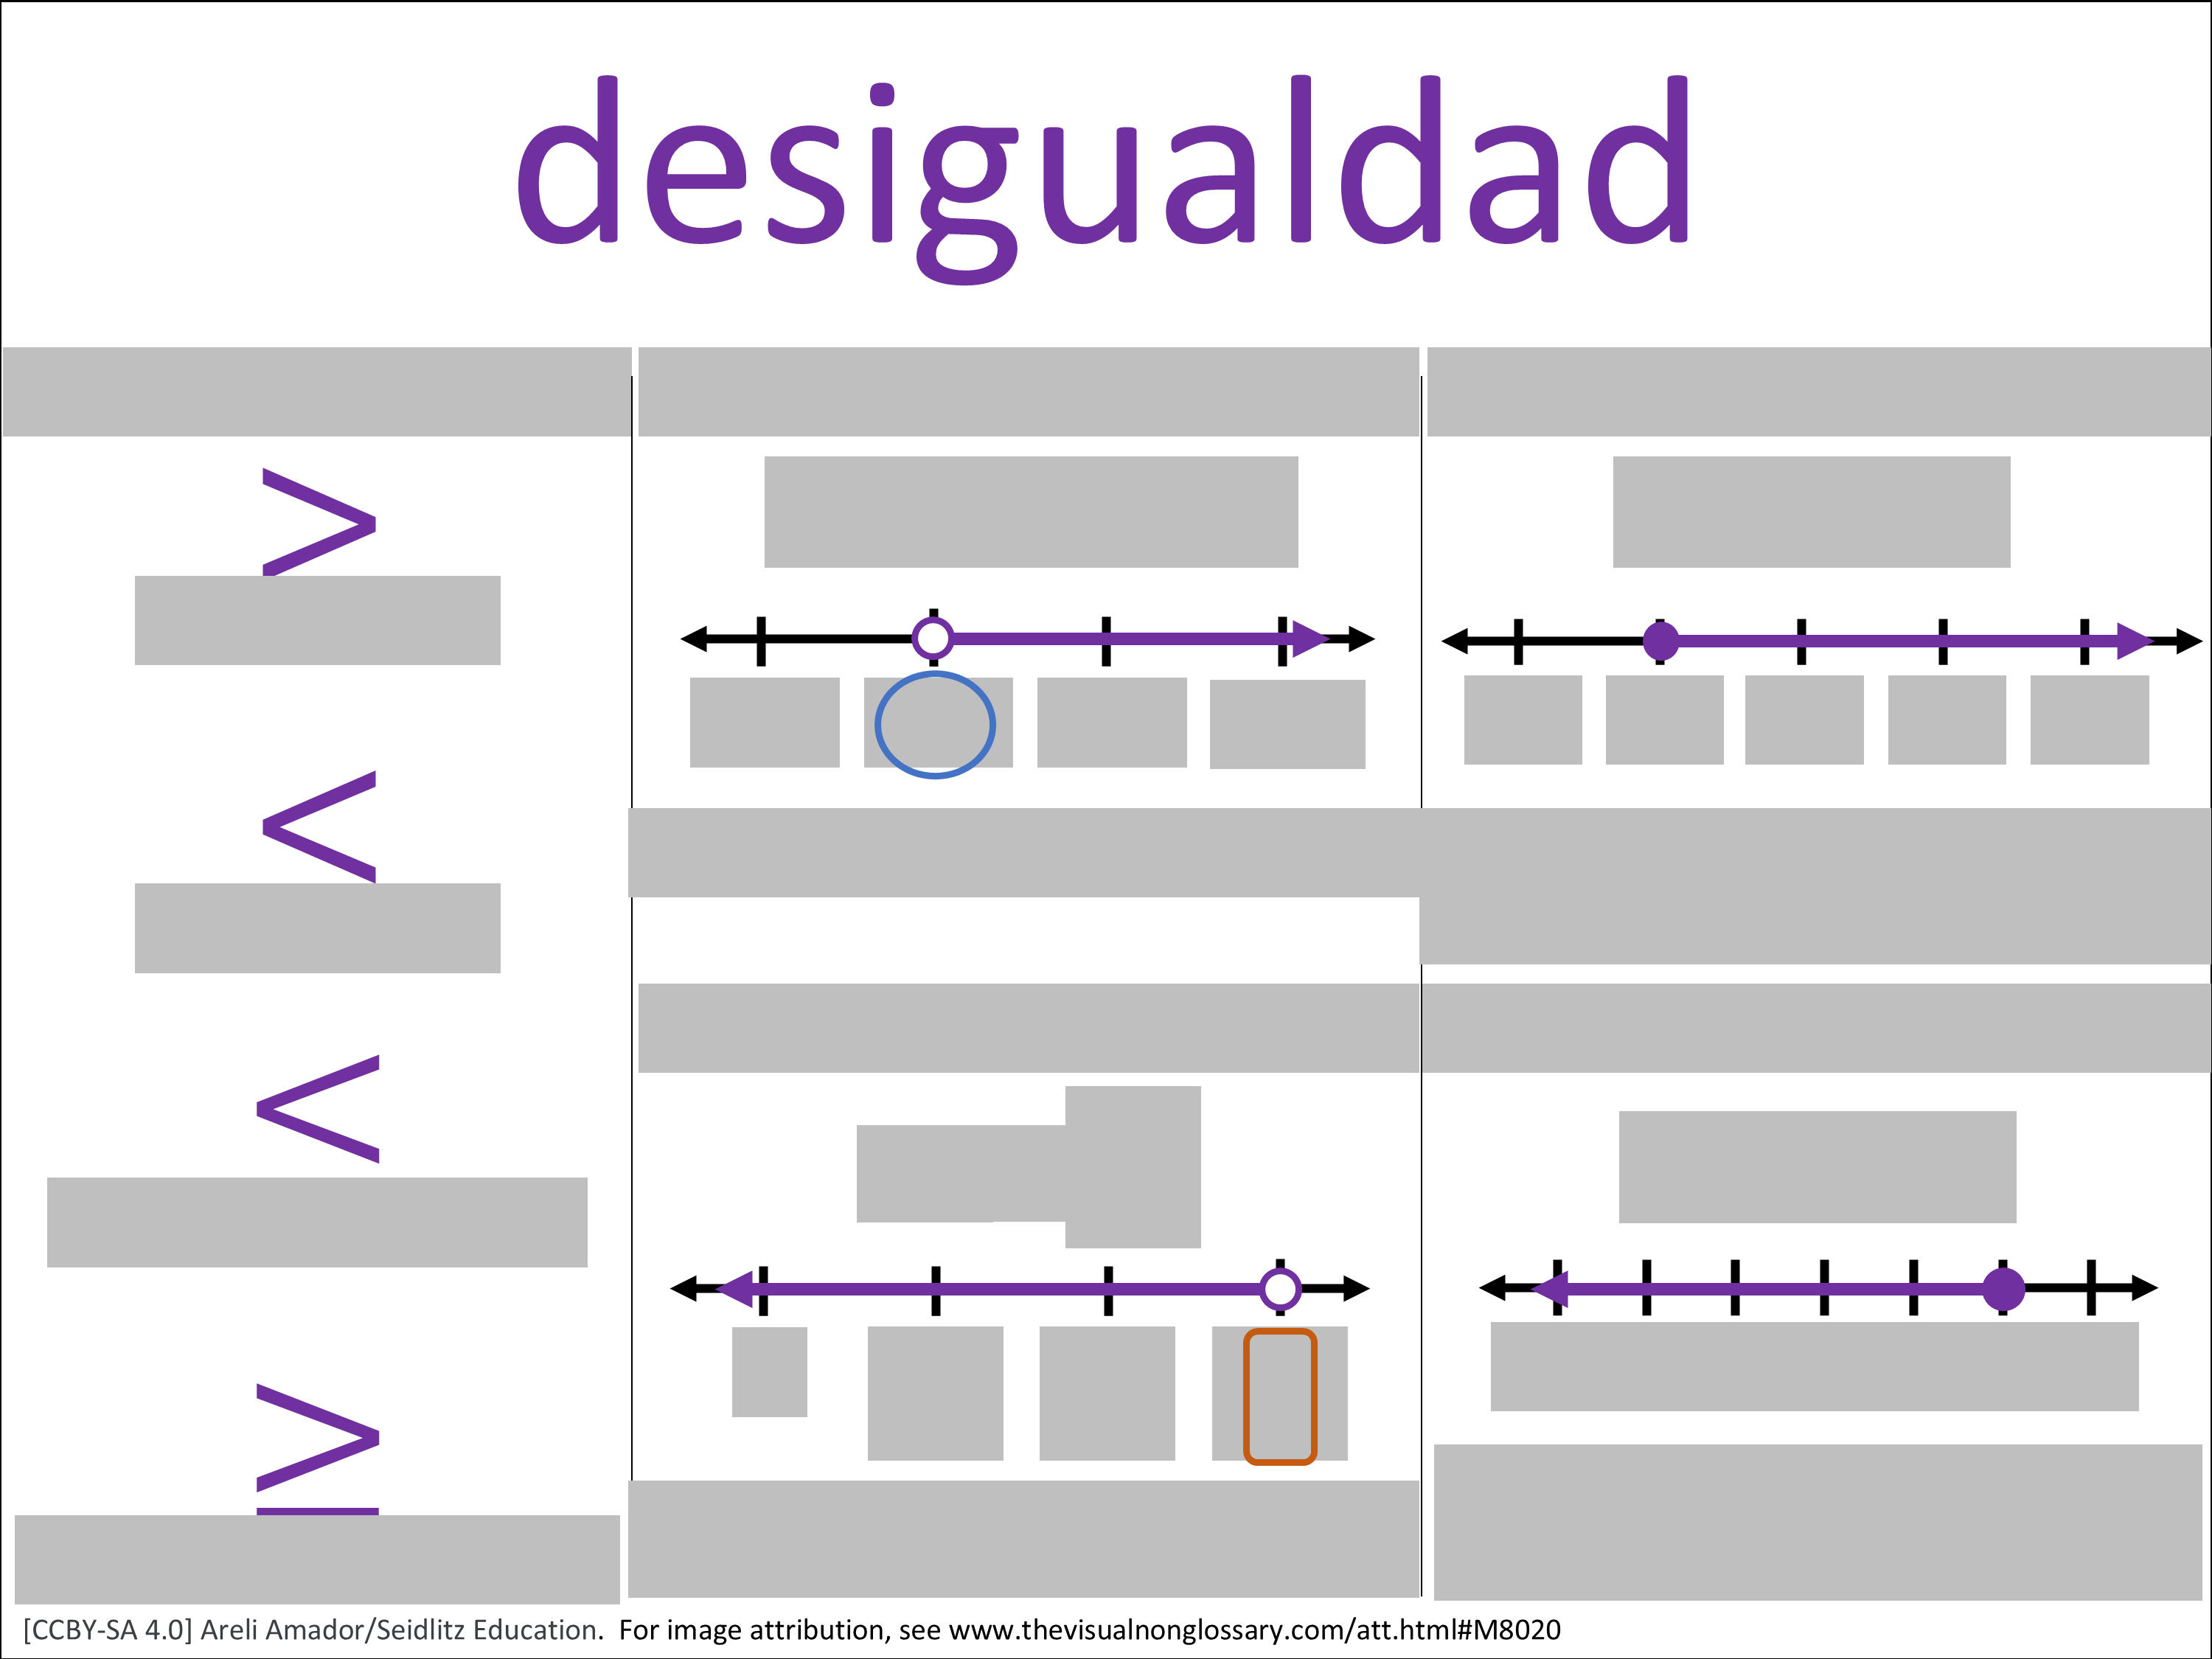 desigualdad
>
<
<
≥
[CCBY-SA 4.0] Areli Amador/Seidlitz Education. For image attribution, see www.thevisualnonglossary.com/att.html#M8020